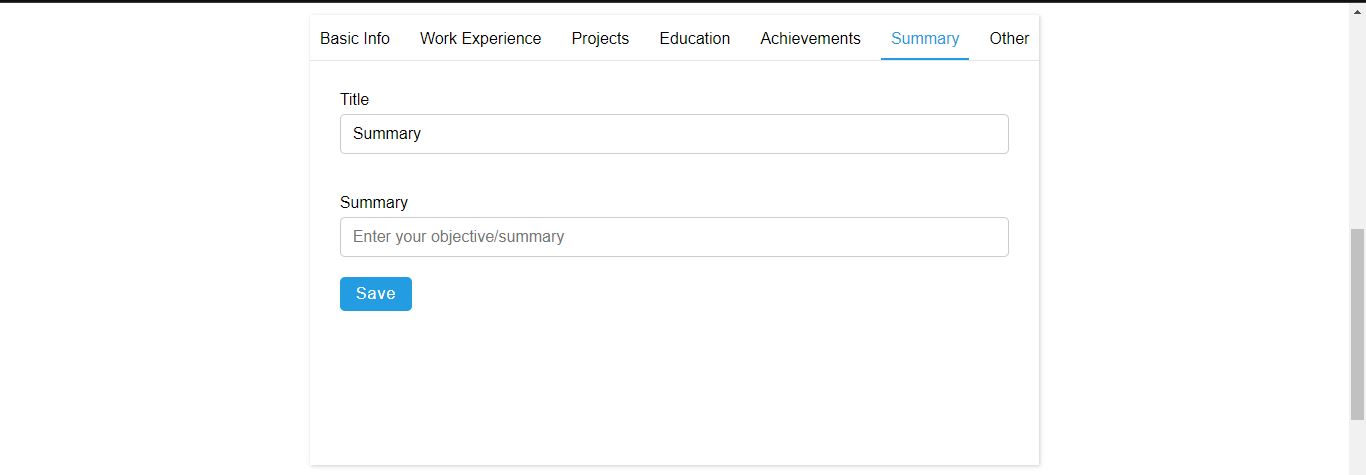 Basic Info Work Experience Projects Education Achievements Summary Other
Title
Summary
Summary
Enter your objective/summary
Save